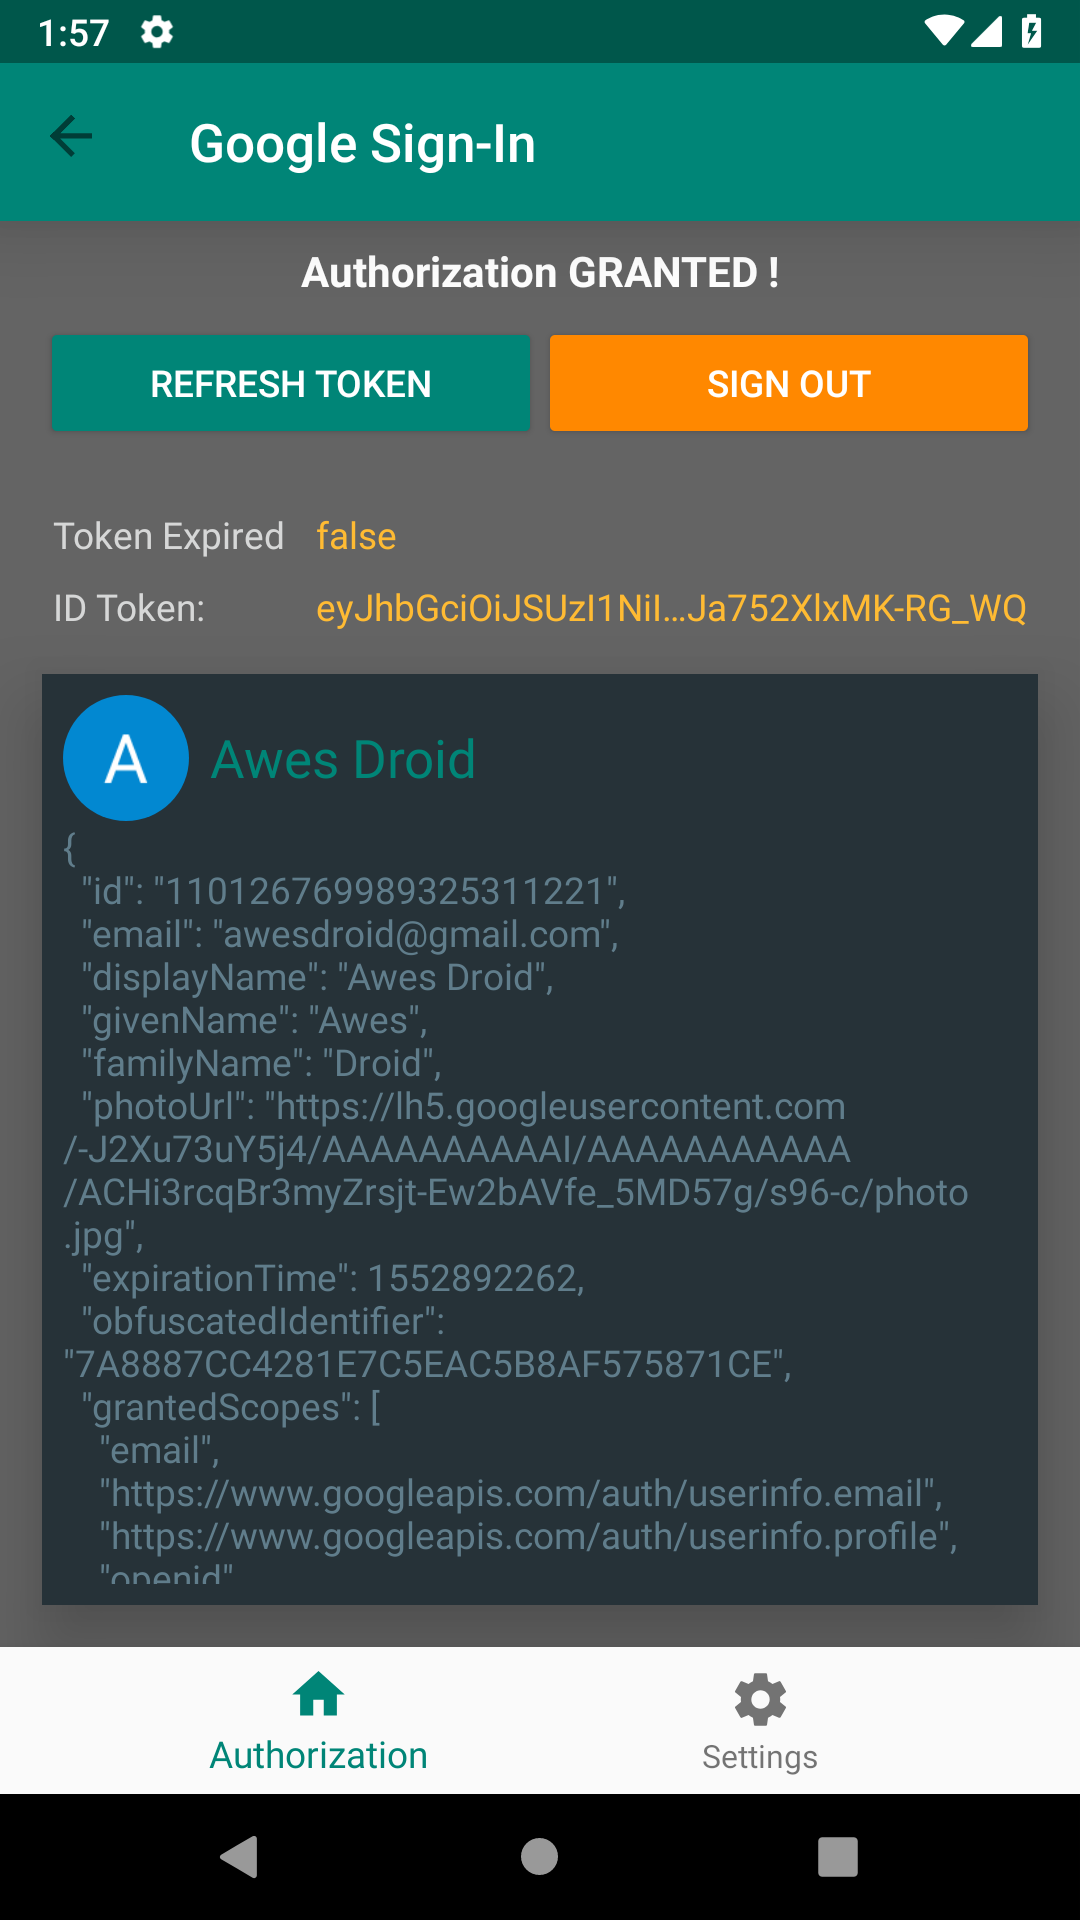 1:57
Google Sign-In
Authorization GRANTED !
REFRESH TOKEN
SIGN OUT
Token Expired false
ID Token: eyJhbGciOiJSUzI1NiI...Ja752XlxMK-RG_WQ
A
Awes Droid
{
"id": "110126769989325311221",
"email": "awesdroid@gmail.com",
"displayName": "Awes Droid",
"givenName": "Awes",
"familyName": "Droid",
"photoUrl": "https://lh5.googleusercontent.com
/-J2Xu73uY5j4/AAAAAAAAAAI/AAAAAAAAAAA
/ACHi3rcqBr3myZrsjt-Ew2bAVfe_5MD57g/s96-c/photo
.jpg",
"expirationTime": 1552892262,
"obfuscatedIdentifier":
"7A8887CC4281E7C5EAC5B8AF575871CE",
"grantedScopes": [
"email",
"https://www.googleapis.com/auth/userinfo.email",
"https://www.googleapis.com/auth/userinfo.profile",
"openid"
Authorization
Settings